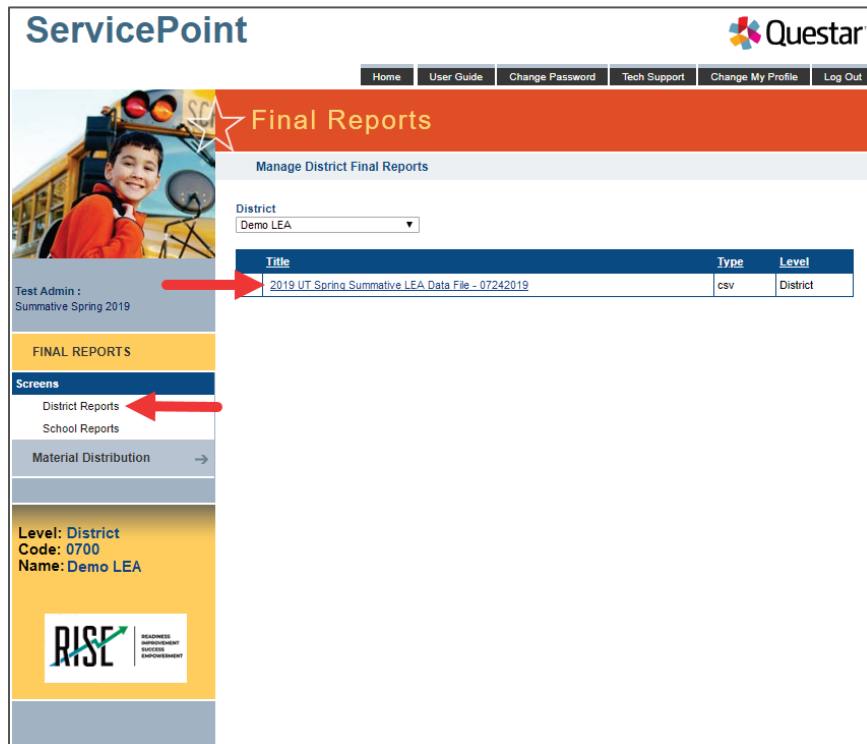 ServicePoint
Questar
Home User Guide Change Password Tech Support Change My Profile Log Out
SC
Final Reports
Manage District Final Reports
District
Demo LEA
Title Type Level
2019 UT Spring Summative LEA Data File - 07242019 csv District
Test Admin :
Summative Spring 2019
FINAL REPORTS
Screens
District Reports
School Reports
Material Distribution
Level: District
Code: 0700
Name: Demo LEA
RISE
READINESS
IMPROVEMENT
SUCCESS
EMPOWERMENT